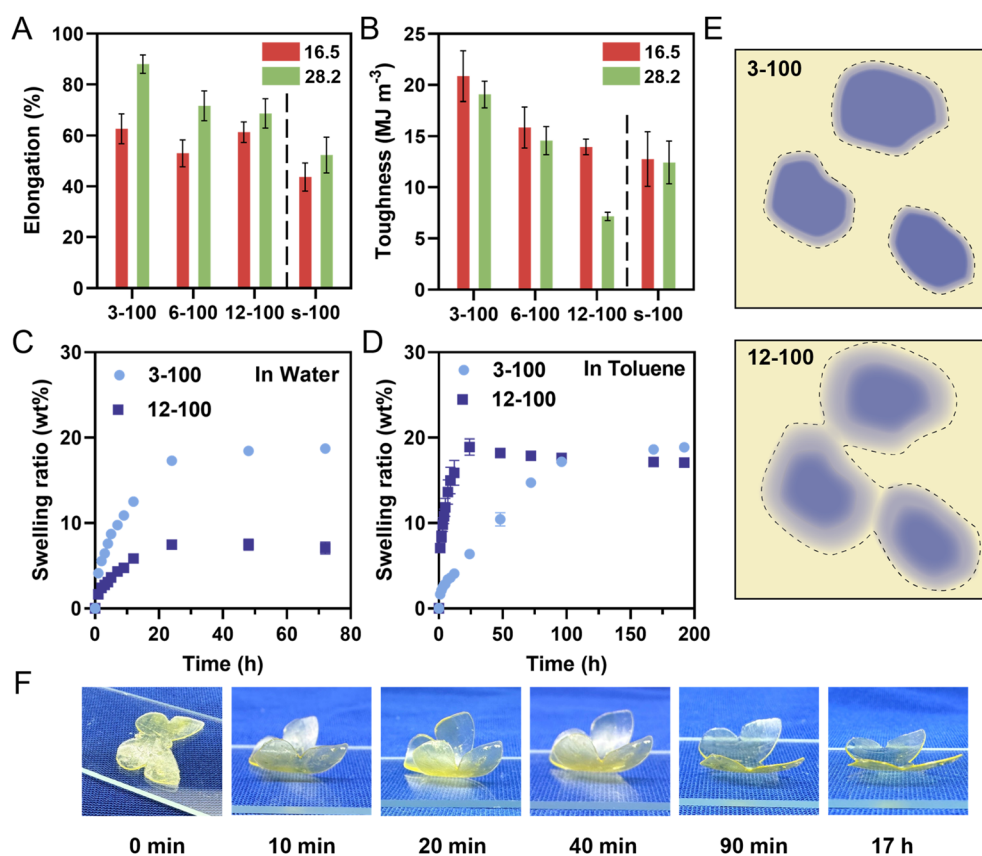 A
Elongation (%)
100
80
60
40
20
0
16.5
28.2
3-100 6-100 12-100 s-100
B
Toughness (MJ m⁻³)
25
20
15
10
5
0
16.5
28.2
3-100 6-100 12-100 s-100
E
3-100
12-100
C
Swelling ratio (wt%)
30
20
10
0
3-100
12-100
In Water
0 20 40 60 80
Time (h)
D
Swelling ratio (wt%)
30
20
10
0
3-100
12-100
In Toluene
0 50 100 150 200
Time (h)
F
0 min 10 min 20 min 40 min 90 min 17 h